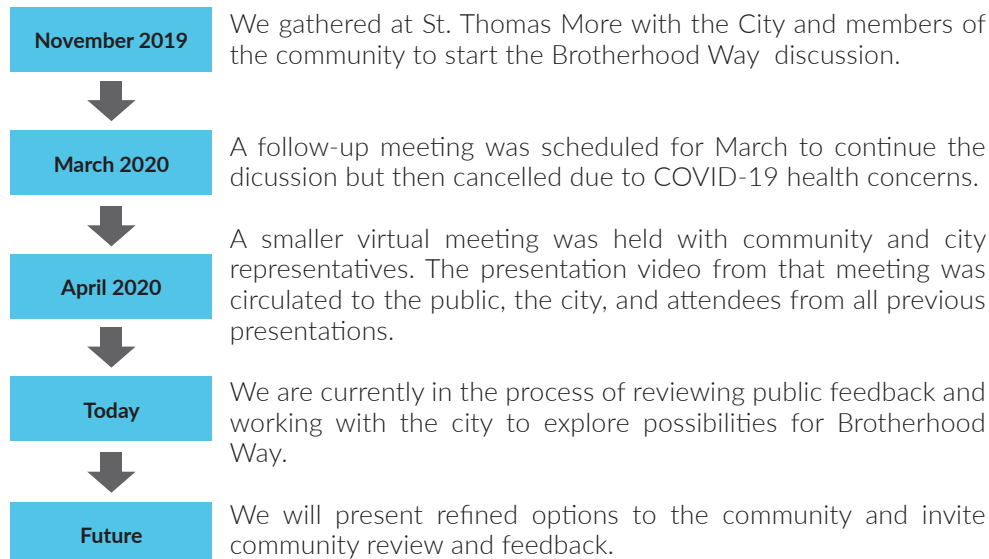 November 2019
We gathered at St. Thomas More with the City and members of
the community to start the Brotherhood Way discussion.
March 2020
A follow-up meeting was scheduled for March to continue the
dicussion but then cancelled due to COVID-19 health concerns.
April 2020
A smaller virtual meeting was held with community and city
representatives. The presentation video from that meeting was
circulated to the public, the city, and attendees from all previous
presentations.
Today
We are currently in the process of reviewing public feedback and
working with the city to explore possibilities for Brotherhood
Way.
Future
We will present refined options to the community and invite
community review and feedback.